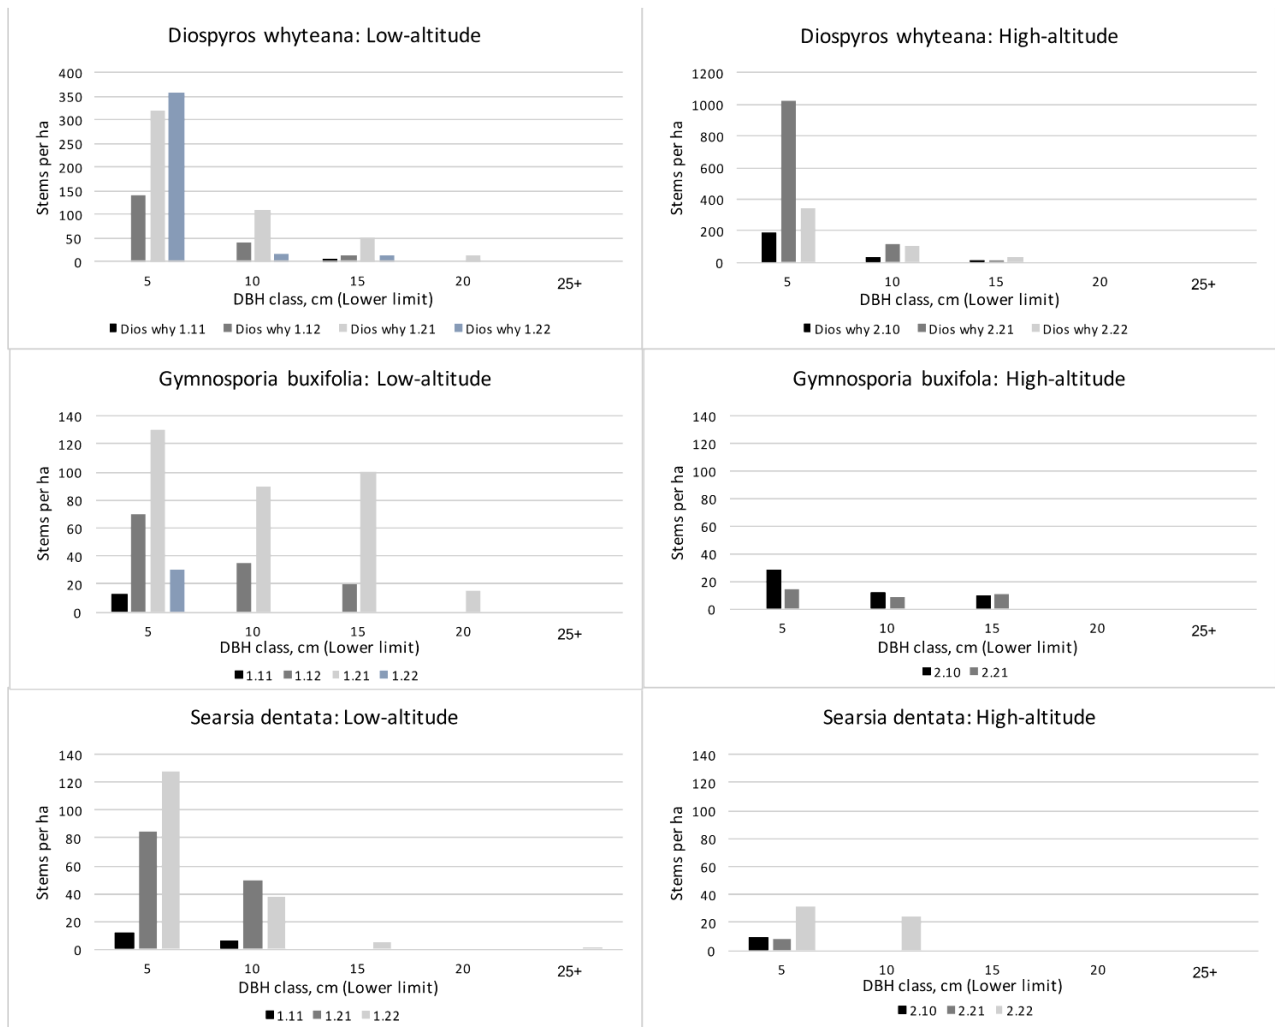 Diospyros whyteana: Low-altitude
400
350
300
250
200
150
100
50
0
Stems per ha
5 10 15 20 25+
DBH class, cm (Lower limit)
Dios why 1.11 Dios why 1.12 Dios why 1.21 Dios why 1.22
Diospyros whyteana: High-altitude
1200
1000
800
600
400
200
0
Stems per ha
5 10 15 20 25+
DBH class, cm (Lower limit)
Dios why 2.10 Dios why 2.21 Dios why 2.22
Gymnosporia buxifolia: Low-altitude
140
120
100
80
60
40
20
0
Stems per ha
5 10 15 20 25+
DBH class, cm (Lower limit)
1.11 1.12 1.21 1.22
Gymnosporia buxifola: High-altitude
140
120
100
80
60
40
20
0
Stems per ha
5 10 15 20 25+
DBH class, cm (Lower limit)
2.10 2.21
Searsia dentata: Low-altitude
140
120
100
80
60
40
20
0
Stems per ha
5 10 15 20 25+
DBH class, cm (Lower limit)
1.11 1.21 1.22
Searsia dentata: High-altitude
140
120
100
80
60
40
20
0
Stems per ha
5 10 15 20 25+
DBH class, cm (Lower limit)
2.10 2.21 2.22